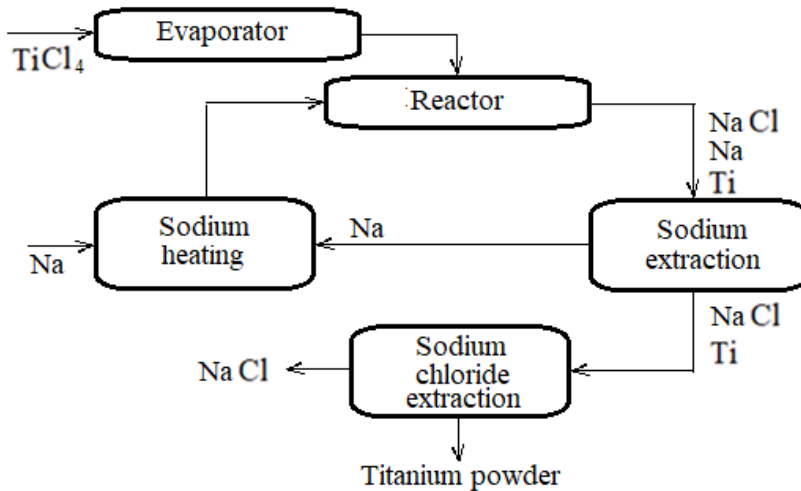 Evaporator
TiCl₄
Reactor
Na Cl
Na
Ti
Sodium
heating
Na
Na
Sodium
extraction
Na Cl
Ti
Sodium
chloride
extraction
Na Cl
Titanium powder